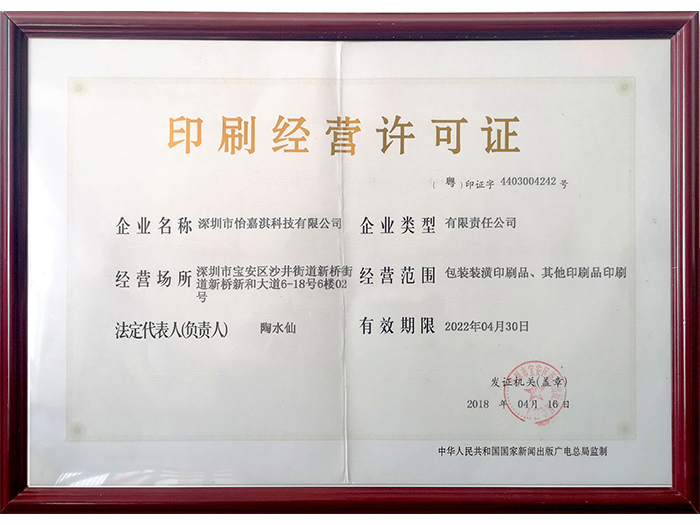 印刷经营许可证
（粤）印证字 4403004242 号
企业名称 深圳市怡嘉淇科技有限公司
企业类型 有限责任公司
经营场所 深圳市宝安区沙井街道新桥街
道新桥新和大道6-18号6楼02
号
经营范围 包装装潢印刷品、其他印刷品印刷
法定代表人(负责人) 陶水仙
有效期限 2022年04月30日
发证机关(盖章)
2018 年 04月 16日
中华人民共和国国家新闻出版广电总局监制